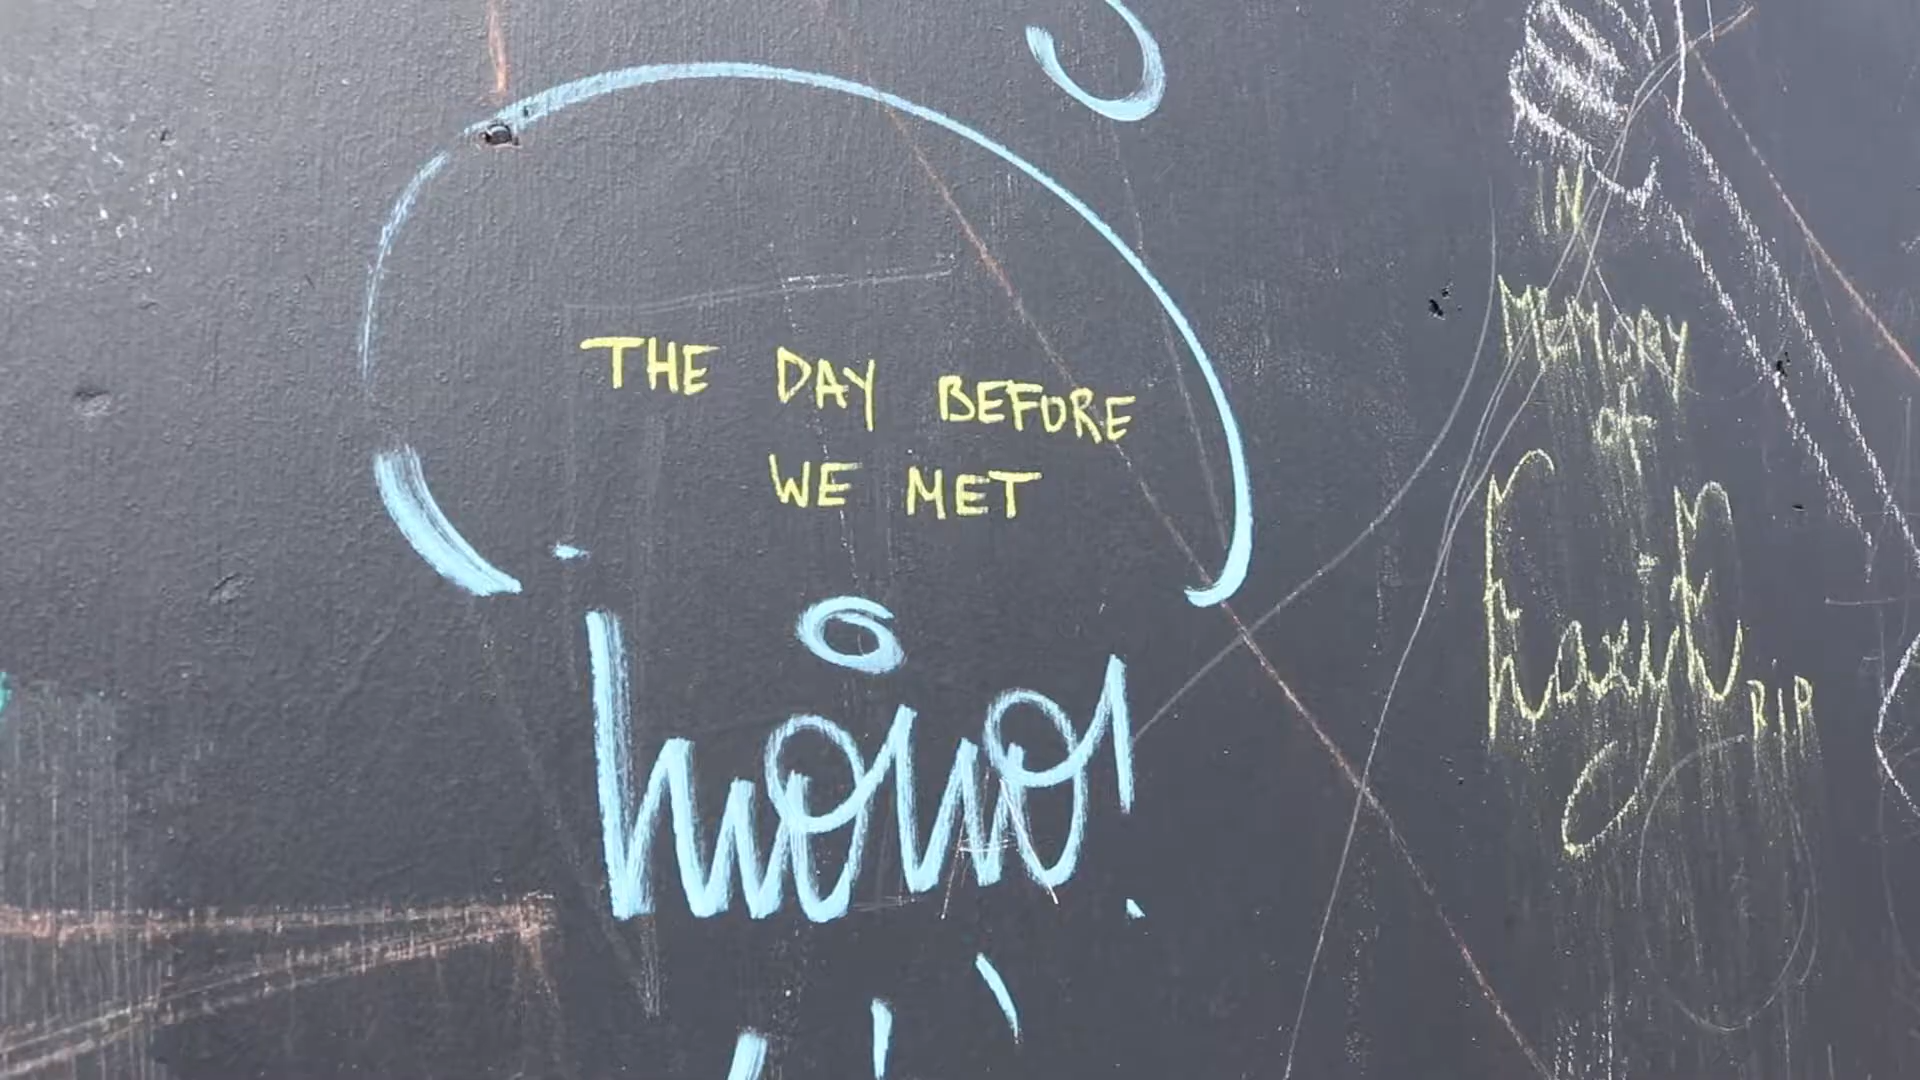 THE DAY BEFORE
WE MET
IN
MEMORY
of
RIP